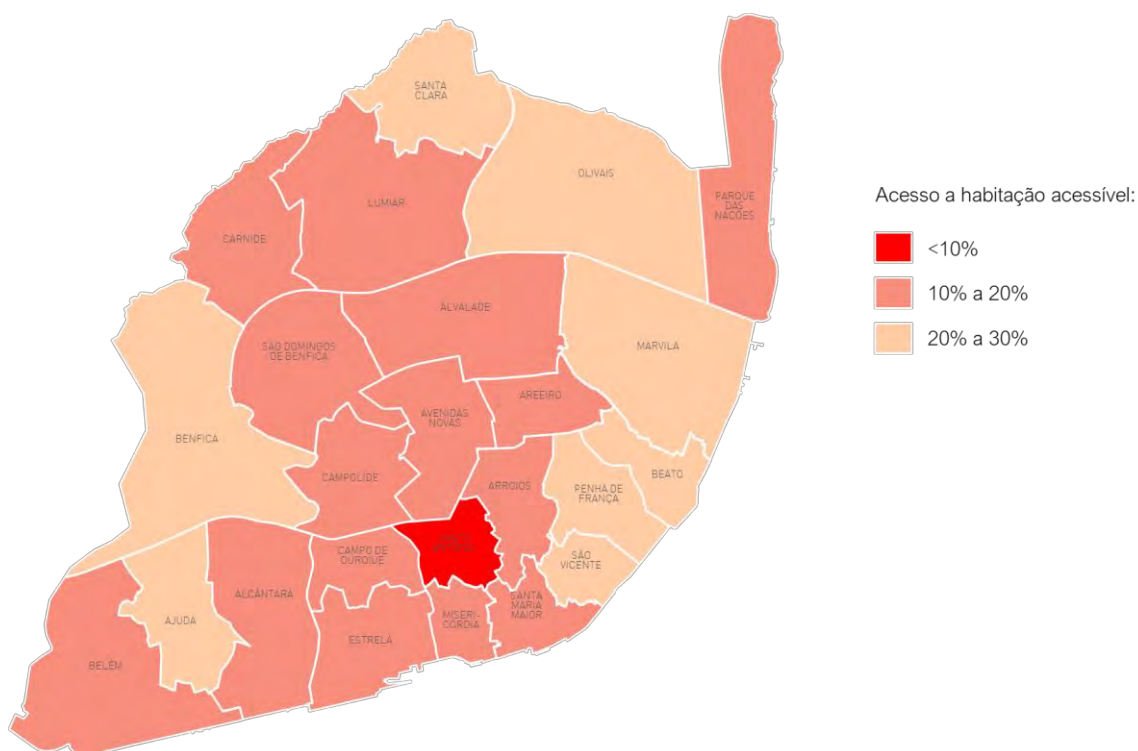 SANTA
CLARA
OLIVAIS
PARQUE
DAS
NAÇÕES
LUMIAR
CARNIDE
Acesso a habitação acessível:
<10%
10% a 20%
20% a 30%
ALVALADE
SÃO DOMINGOS
DE BENFICA
MARVILA
AREEIRO
AVENIDAS
NOVAS
BENFICA
CAMPOLIDE
ARROIOS
PENHA DE
FRANÇA
BEATO
CAMPO DE
OURIQUE
SÃO
VICENTE
ALCÂNTARA
SANTA
MARIA
MAIOR
MISERI-
CÓRDIA
AJUDA
ESTRELA
BELÉM